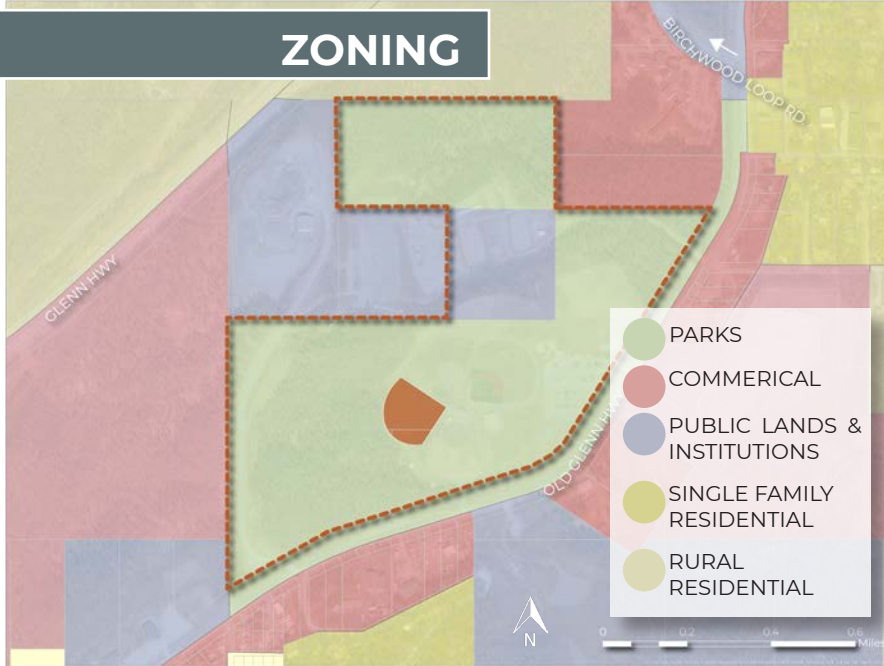 ZONING
BIRCHWOOD LOOP RD.
GLENN HWY
OLD GLENN HWY
PARKS
COMMERICAL
PUBLIC LANDS &
INSTITUTIONS
SINGLE FAMILY
RESIDENTIAL
RURAL
RESIDENTIAL
N
0 0.2 0.4 0.6
Miles